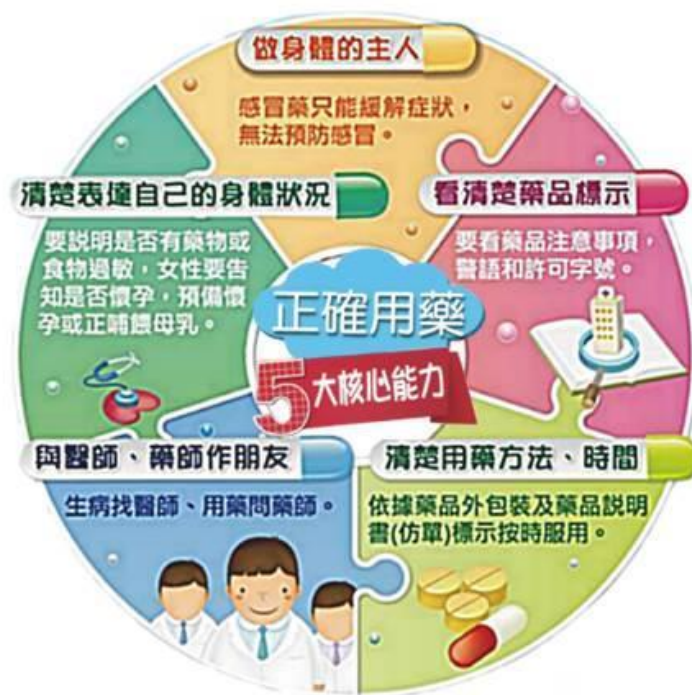 做身體的主人
感冒藥只能緩解症狀，
無法預防感冒。
清楚表達自己的身體狀況
要說明是否有藥物或
食物過敏，女性要告
知是否懷孕，預備懷
孕或正哺餵母乳。
看清楚藥品標示
要看藥品注意事項，
警語和許可字號。
正確用藥
5大核心能力
與醫師、藥師作朋友
生病找醫師、用藥問藥師。
清楚用藥方法、時間
依據藥品外包裝及藥品說明
書(仿單)標示按時服用。